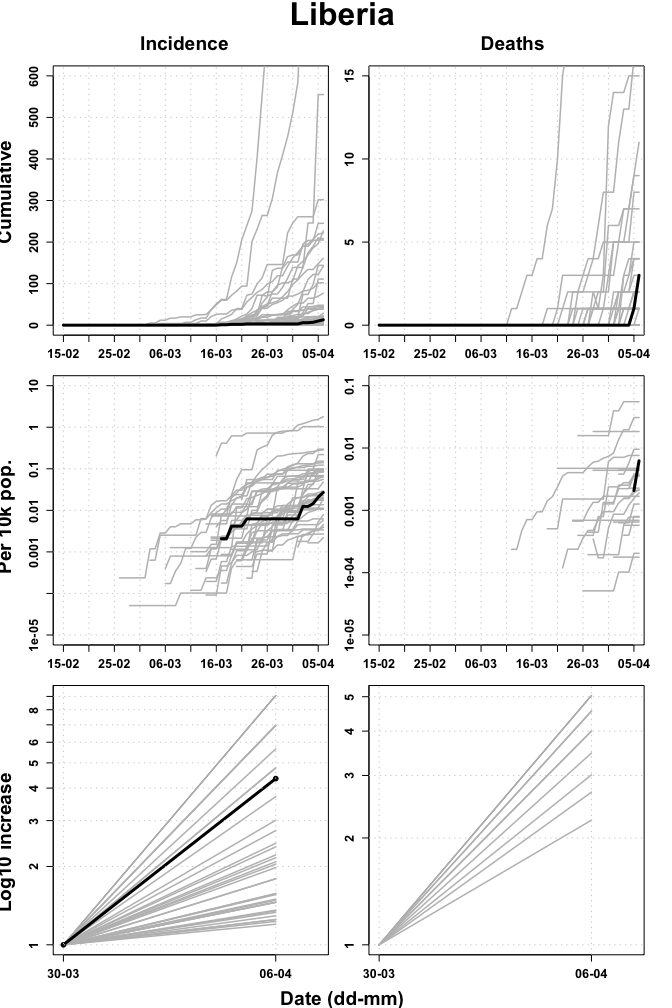 Liberia
Incidence
Deaths
Cumulative
600
500
400
300
200
100
0
15-02 25-02 06-03 16-03 26-03 05-04
15
10
5
0
15-02 25-02 06-03 16-03 26-03 05-04
Per 10k pop.
10
1
0.1
0.01
0.001
1e-05
15-02 25-02 06-03 16-03 26-03 05-04
0.1
0.01
0.001
1e-04
1e-05
15-02 25-02 06-03 16-03 26-03 05-04
Log10 increase
8
6
5
4
3
2
1
30-03 06-04
5
4
3
2
1
30-03 06-04
Date (dd-mm)